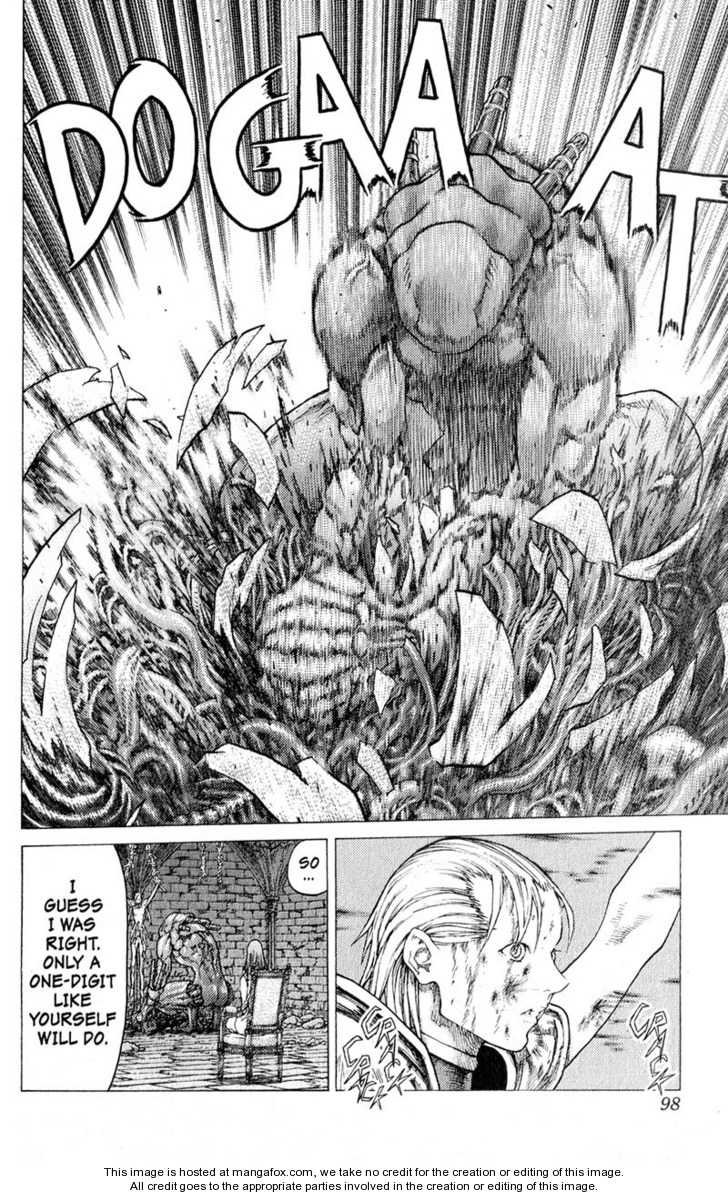 DOGAA AT
SO
...
I
GUESS
I WAS
RIGHT.
ONLY A
ONE-DIGIT
LIKE
YOURSELF
WILL DO.
CRACK
CRACK
CRACK
98
This image is hosted at mangafox.com, we take no credit for the creation or editing of this image.
All credit goes to the appropriate parties involved in the creation or editing of this image.